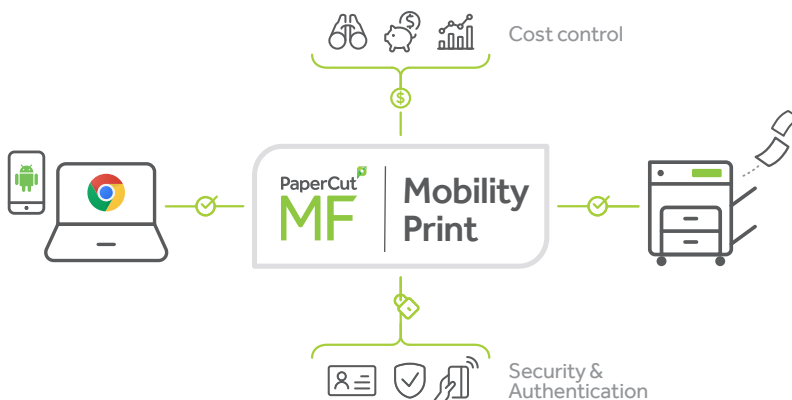 Cost control
$
$
PaperCut
MF
Mobility
Print
Security &
Authentication